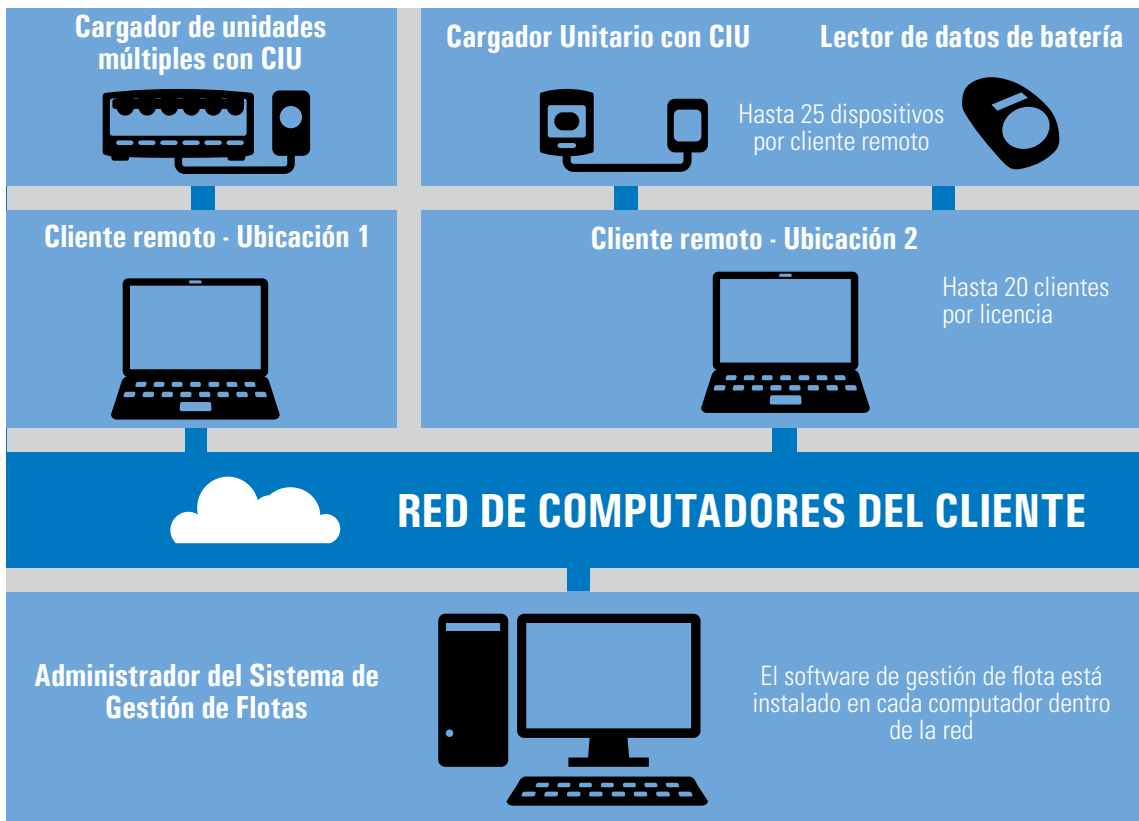 Cargador de unidades
múltiples con CIU
Cargador Unitario con CIU
Lector de datos de batería
Hasta 25 dispositivos
por cliente remoto
Cliente remoto - Ubicación 1
Cliente remoto - Ubicación 2
Hasta 20 clientes
por licencia
RED DE COMPUTADORES DEL CLIENTE
Administrador del Sistema de
Gestión de Flotas
El software de gestión de flota está
instalado en cada computador dentro
de la red